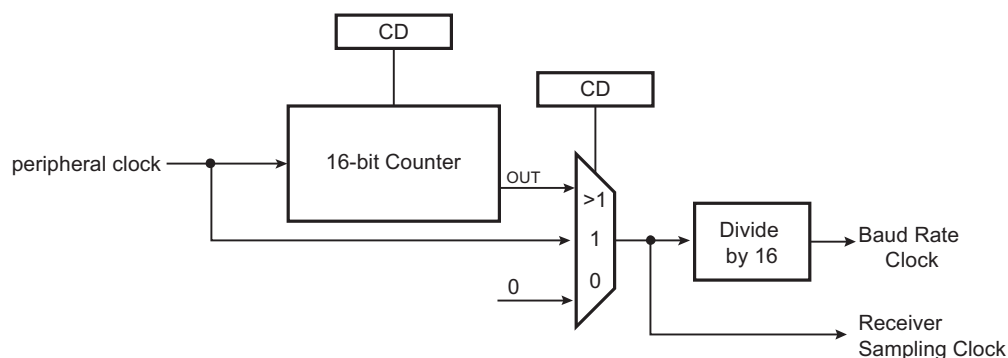 CD
CD
peripheral clock
16-bit Counter
OUT
>1
1
0
0
Divide
by 16
Baud Rate
Clock
Receiver
Sampling Clock